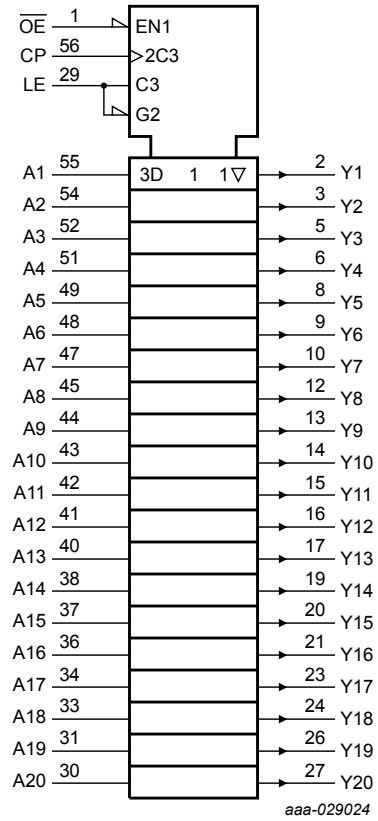 OE 1 EN1
CP 56 2C3
LE 29 C3
G2
A1 55 3D 1 1▽ 2 Y1
A2 54 3 Y2
A3 52 5 Y3
A4 51 6 Y4
A5 49 8 Y5
A6 48 9 Y6
A7 47 10 Y7
A8 45 12 Y8
A9 44 13 Y9
A10 43 14 Y10
A11 42 15 Y11
A12 41 16 Y12
A13 40 17 Y13
A14 38 19 Y14
A15 37 20 Y15
A16 36 21 Y16
A17 34 23 Y17
A18 33 24 Y18
A19 31 26 Y19
A20 30 27 Y20
aaa-029024